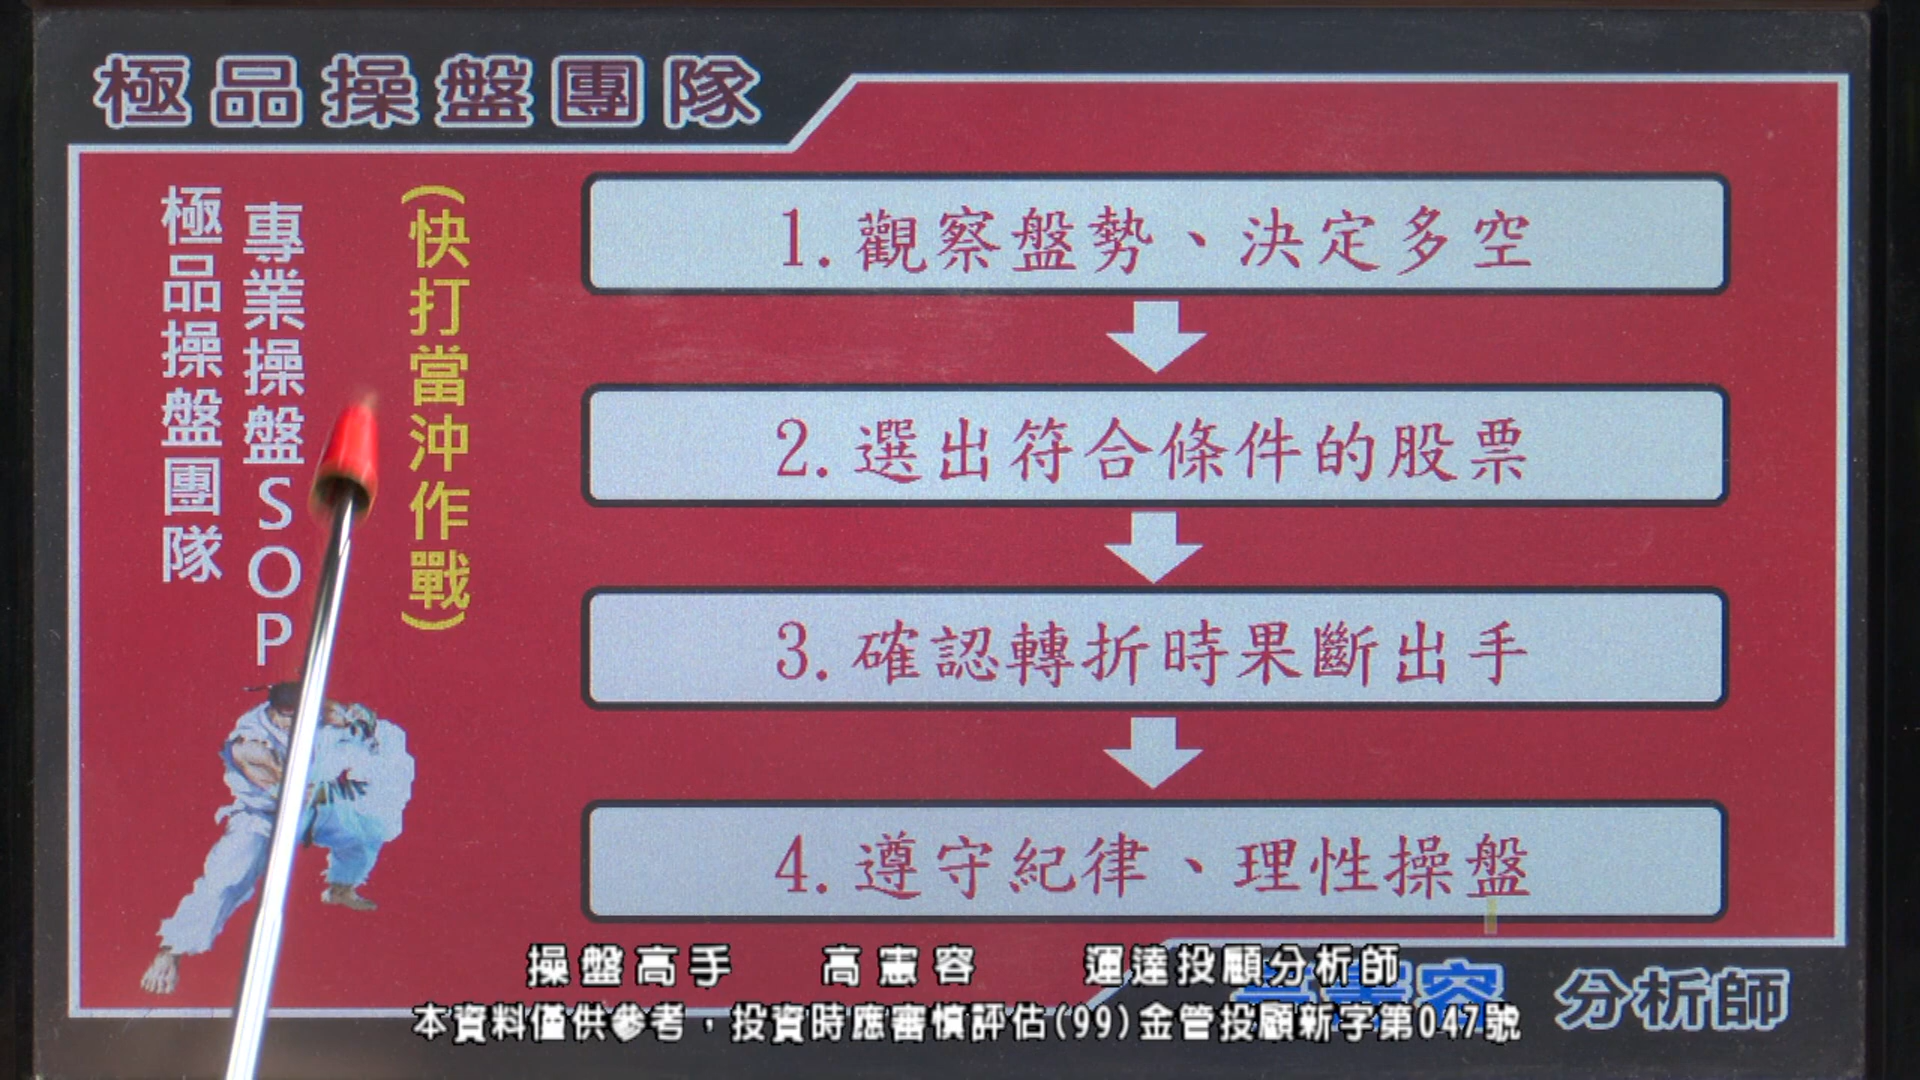 極品操盤團隊
極品操盤團隊
專業操盤SOP
(快打當沖作戰)
1.觀察盤勢、決定多空
2.選出符合條件的股票
3.確認轉折時果斷出手
4.遵守紀律、理性操盤
操盤高手 高憲容 運達投顧分析師
容 分析師
本資料僅供參考,投資時應審慎評估(99)金管投顧新字第047號